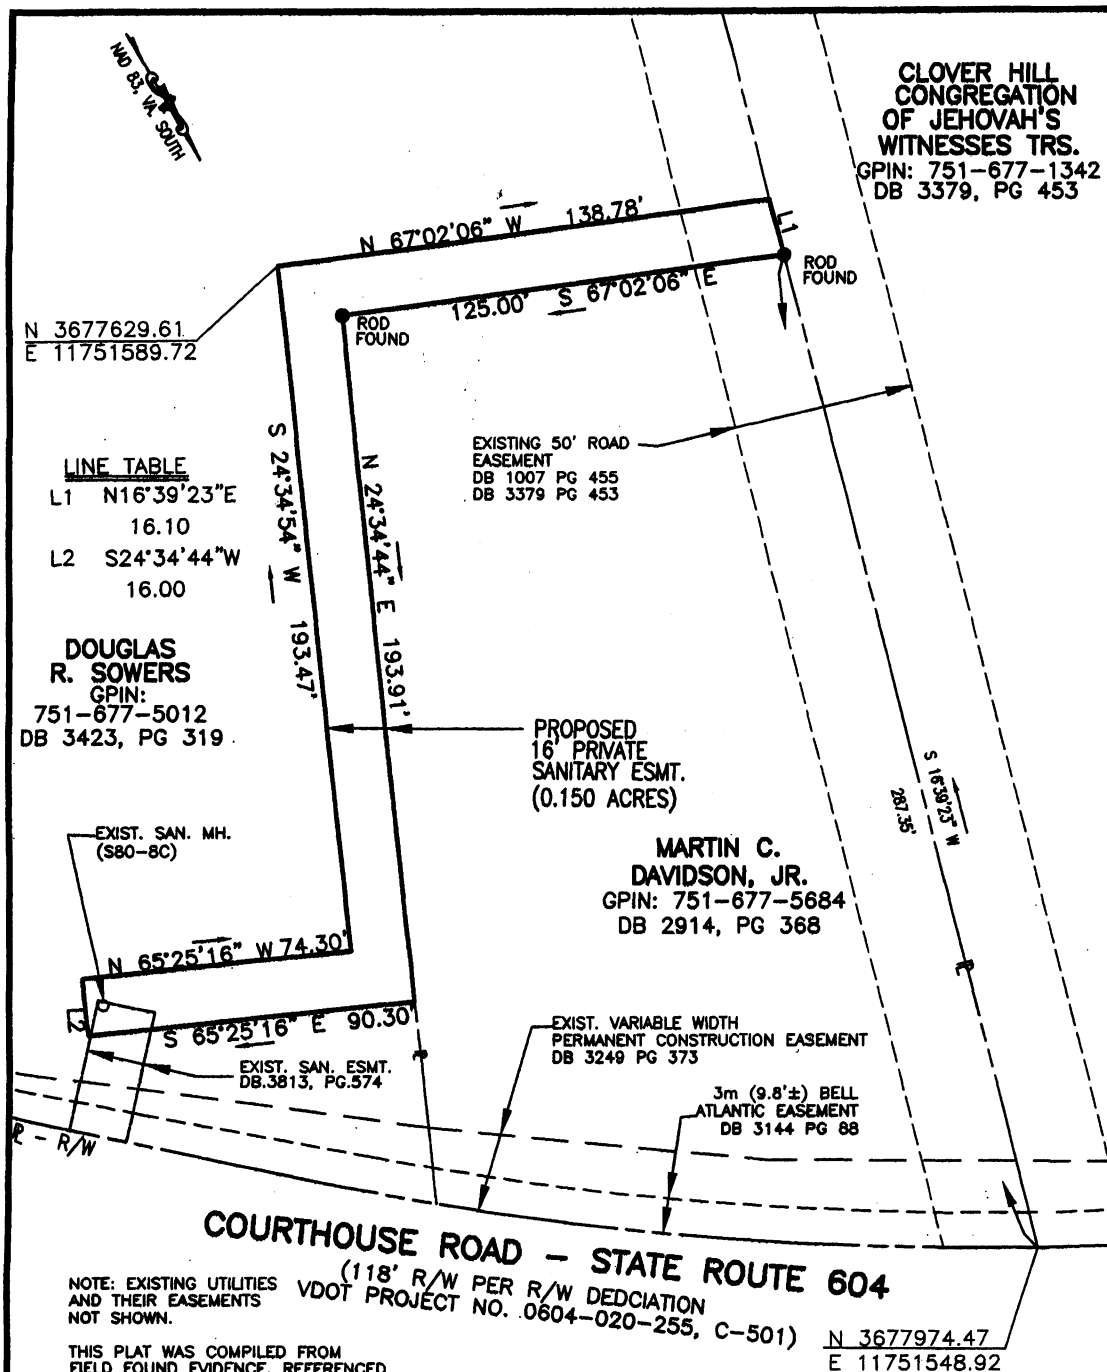 NAD 83, VA. SOUTH
CLOVER HILL
CONGREGATION
OF JEHOVAH'S
WITNESSES TRS.
GPIN: 751-677-1342
DB 3379, PG 453
N 67°02'06" W 138.78'
L1
ROD
FOUND
125.00' S 67°02'06" E
ROD
FOUND
N 3677629.61
E 11751589.72
EXISTING 50' ROAD
EASEMENT
DB 1007 PG 455
DB 3379 PG 453
LINE TABLE
L1 N16°39'23"E
16.10
L2 S24°34'44"W
16.00
S 24°34'54" W 193.47'
N 24°34'44" E 193.91'
DOUGLAS
R. SOWERS
GPIN:
751-677-5012
DB 3423, PG 319
PROPOSED
16' PRIVATE
SANITARY ESMT.
(0.150 ACRES)
S 16°39'23" W
287.35'
EXIST. SAN. MH.
(S80-8C)
MARTIN C.
DAVIDSON, JR.
GPIN: 751-677-5684
DB 2914, PG 368
N 65°25'16" W 74.30'
D
PL
L2
S 65°25'16" E 90.30'
PL
EXIST. SAN. ESMT.
DB.3813, PG.574
EXIST. VARIABLE WIDTH
PERMANENT CONSTRUCTION EASEMENT
DB 3249 PG 373
3m (9.8'±) BELL
ATLANTIC EASEMENT
DB 3144 PG 88
PL - R/W
COURTHOUSE ROAD - STATE ROUTE 604
(118' R/W PER R/W DEDCIATION
VDOT PROJECT NO. 0604-020-255, C-501)
NOTE: EXISTING UTILITIES
AND THEIR EASEMENTS
NOT SHOWN.
N 3677974.47
E 11751548.92
THIS PLAT WAS COMPILED FROM
FIELD FOUND EVIDENCE, REFERENCED